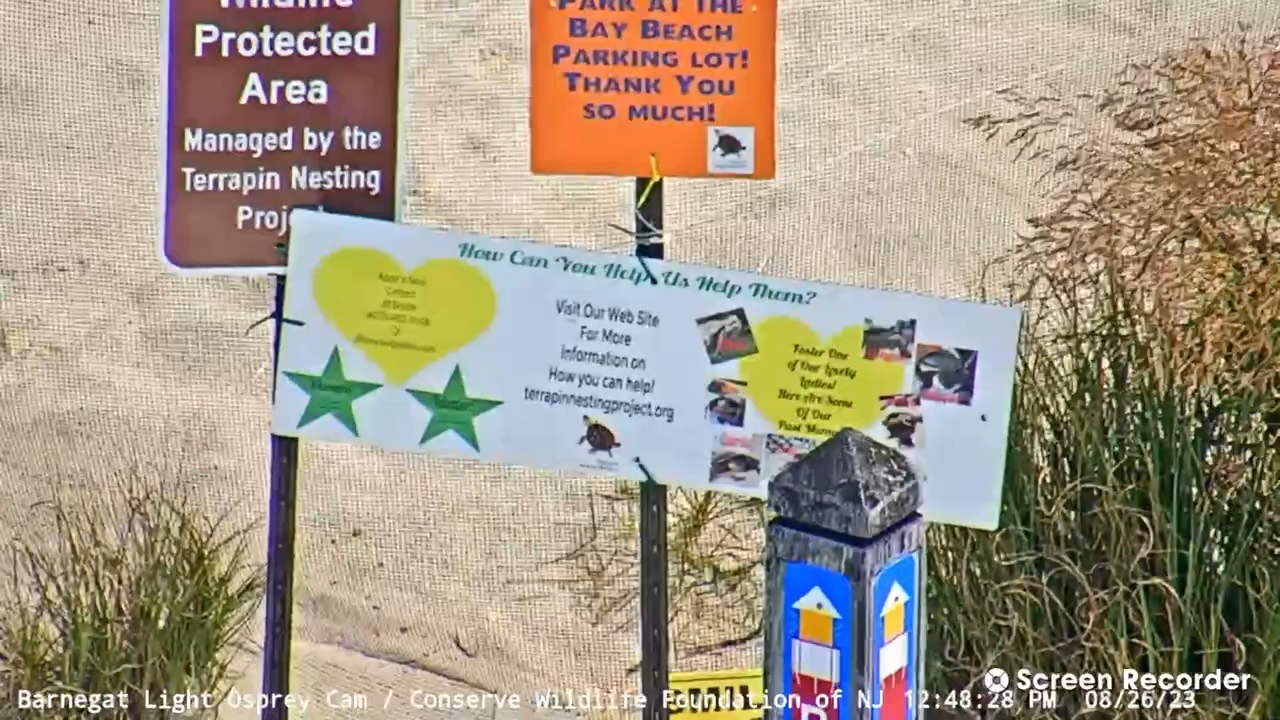 Wildlife
Protected
Area
Managed by the
Terrapin Nesting
PARK AT THE
BAY BEACH
PARKING LOT!
THANK YOU
SO MUCH!
How Can You Help Us Help Them?
Visit Our Web Site
For More
Information on
How you can help!
terrapinnestingproject.org
Foster One
of Our Lovely
Ladies!
Here Are Some
Of Our
Past
Barnegat Light Osprey Cam / Conserve Wildlife Foundation of NJ 12:48:28 PM 08/26/23
Screen Recorder